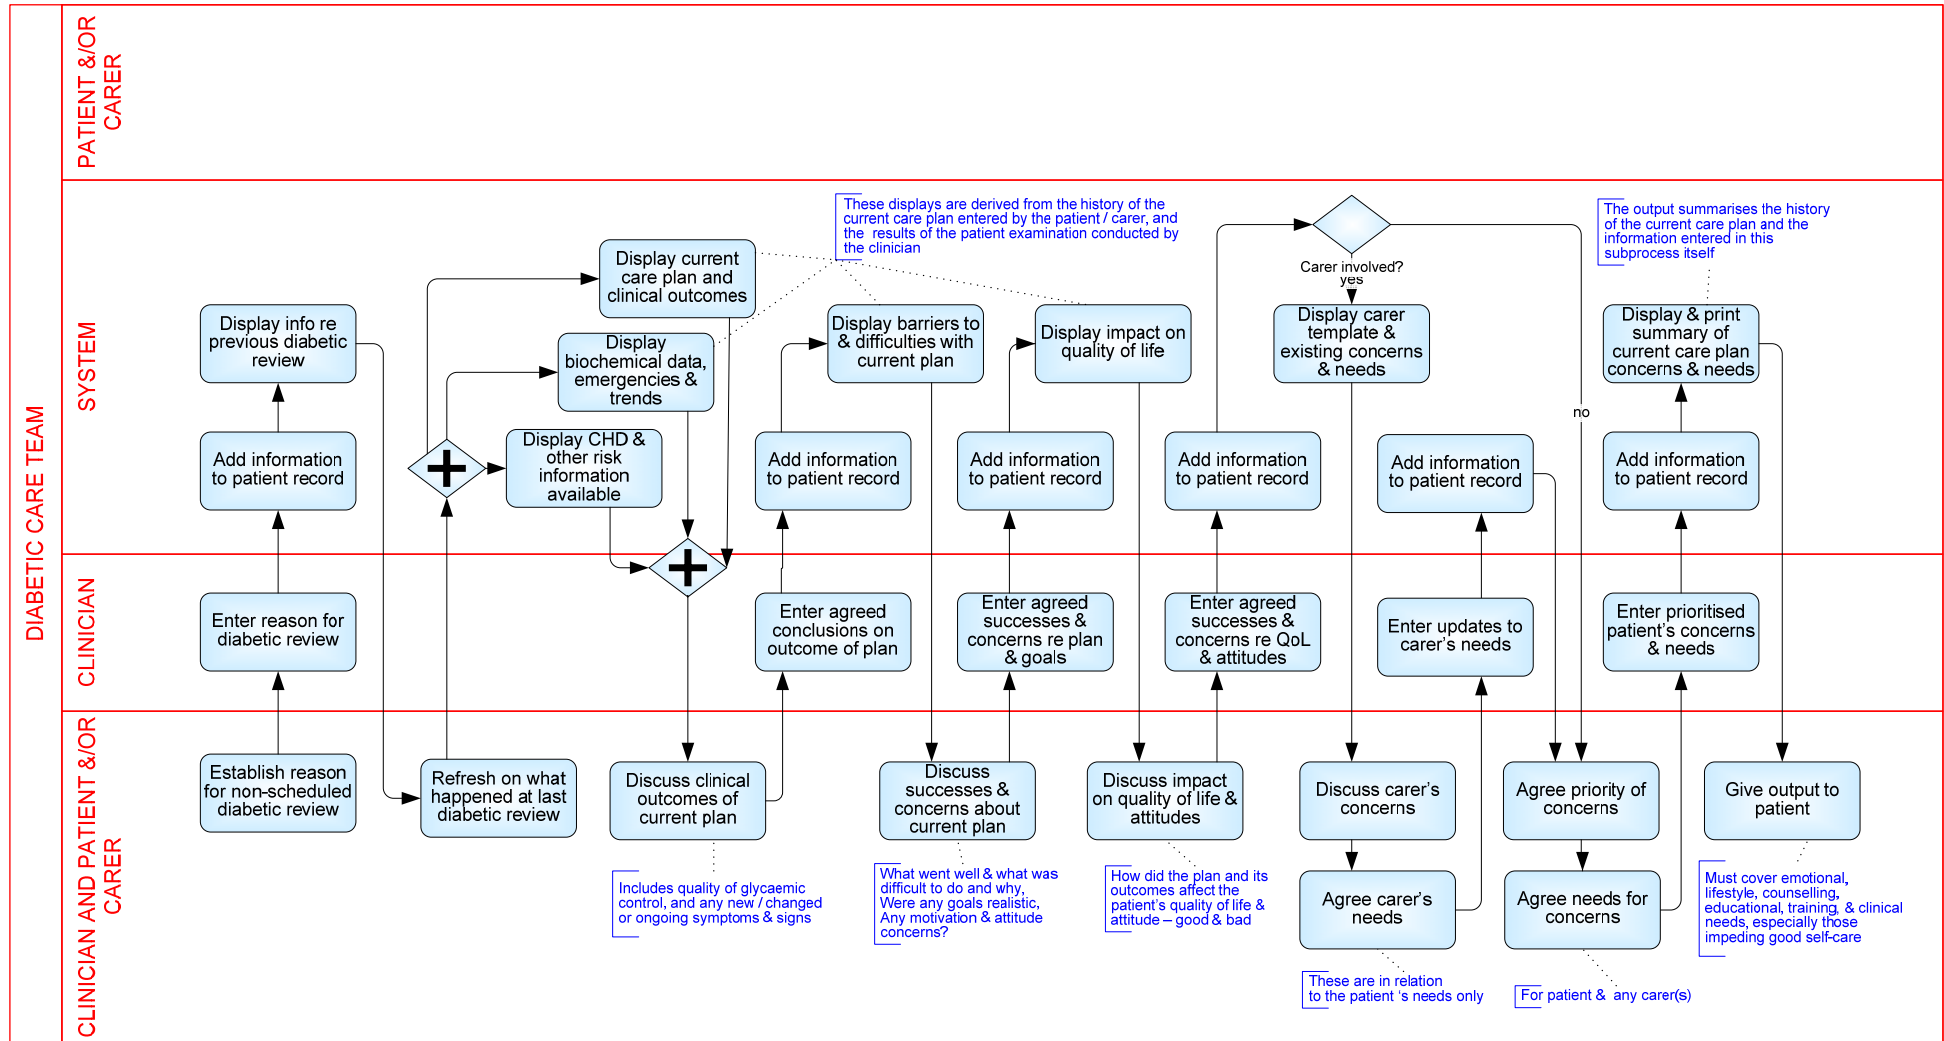 DIABETIC CARE TEAM
PATIENT &/OR
CARER
SYSTEM
CLINICIAN
CLINICIAN AND PATIENT &/OR
CARER
These displays are derived from the history of the
current care plan entered by the patient / carer, and
the results of the patient examination conducted by
the clinician
The output summarises the history
of the current care plan and the
information entered in this
subprocess itself
Display current
care plan and
clinical outcomes
Carer involved?
yes
Display info re
previous diabetic
review
Display
biochemical data,
emergencies &
trends
Display barriers to
& difficulties with
current plan
Display impact on
quality of life
Display carer
template &
existing concerns
& needs
Display & print
summary of
current care plan
concerns & needs
no
Add information
to patient record
Display CHD &
other risk
information
available
Add information
to patient record
Add information
to patient record
Add information
to patient record
Add information
to patient record
Add information
to patient record
Enter reason for
diabetic review
Enter agreed
conclusions on
outcome of plan
Enter agreed
successes &
concerns re plan
& goals
Enter agreed
successes &
concerns re QoL
& attitudes
Enter updates to
carer's needs
Enter prioritised
patient's concerns
& needs
Establish reason
for non-scheduled
diabetic review
Refresh on what
happened at last
diabetic review
Discuss clinical
outcomes of
current plan
Discuss
successes &
concerns about
current plan
Discuss impact
on quality of life &
attitudes
Discuss carer's
concerns
Agree priority of
concerns
Give output to
patient
Includes quality of glycaemic
control, and any new / changed
or ongoing symptoms & signs
What went well & what was
difficult to do and why,
Were any goals realistic,
Any motivation & attitude
concerns?
How did the plan and its
outcomes affect the
patient's quality of life &
attitude – good & bad
Agree carer's
needs
Agree needs for
concerns
Must cover emotional,
lifestyle, counselling,
educational, training, & clinical
needs, especially those
impeding good self-care
These are in relation
to the patient 's needs only
For patient & any carer(s)